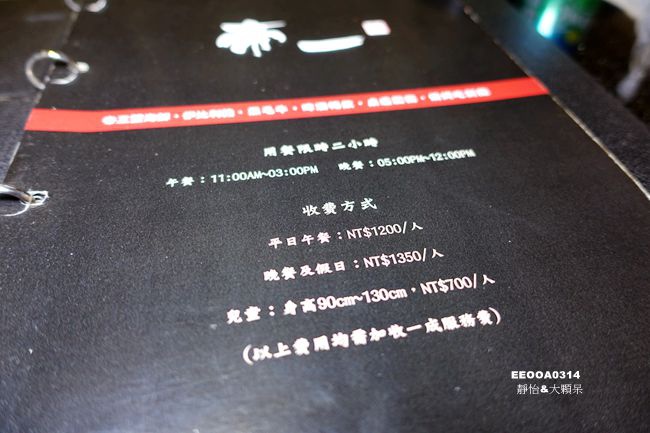 用餐限時二小時
午餐：11:00AM~03:00PM 晚餐：05:00PM~12:00PM
收費方式
平日午餐：NT$1200/人
晚餐及假日：NT$1350/人
兒童：身高90cm~130cm，NT$700/人
(以上費用均需加收一成服務費)
EEOOA0314
靜怡&大顆呆